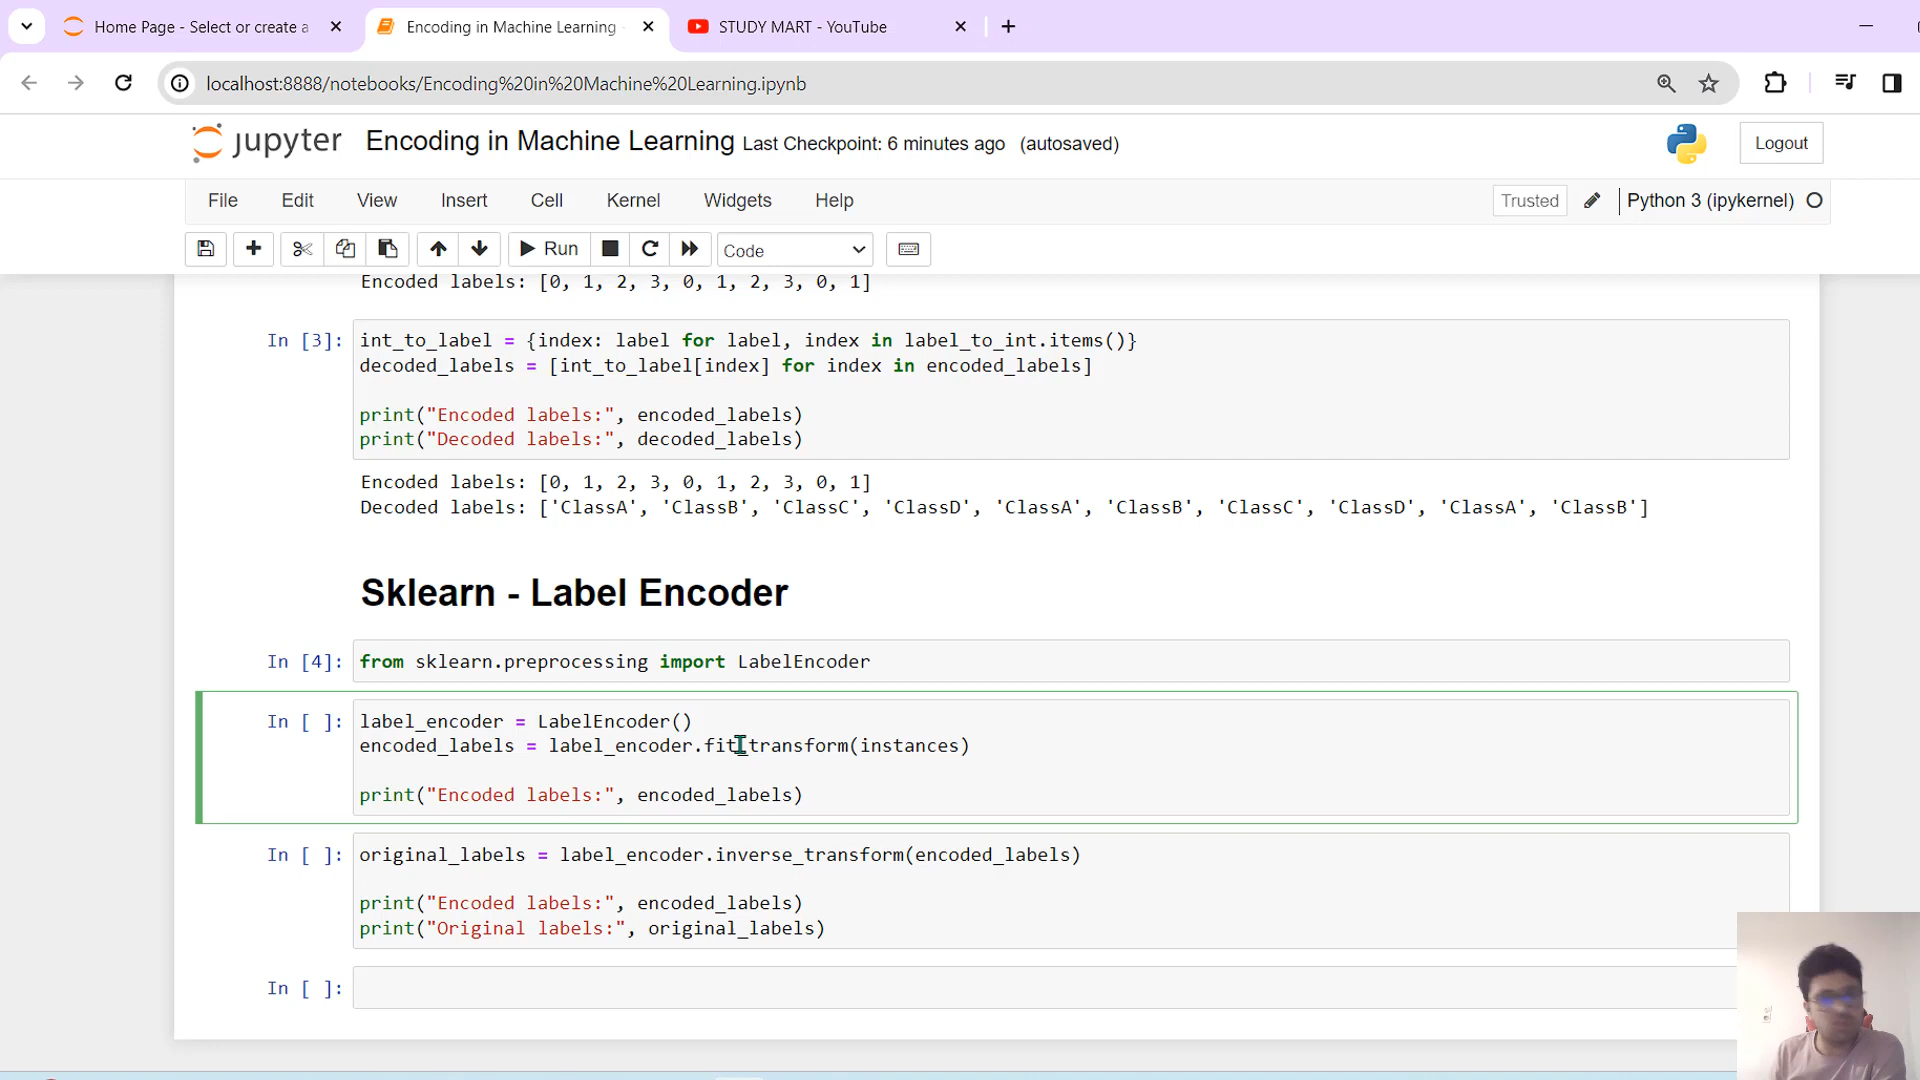 Home Page - Select or create a
Encoding in Machine Learning -
STUDY MART - YouTube
localhost:8888/notebooks/Encoding%20in%20Machine%20Learning.ipynb
jupyter Encoding in Machine Learning Last Checkpoint: 6 minutes ago (autosaved)
Logout
File Edit View Insert Cell Kernel Widgets Help
Trusted
Python 3 (ipykernel)
Run
Code
Encoded labels: [0, 1, 2, 3, 0, 1, 2, 3, 0, 1]
In [3]: int_to_label = {index: label for label, index in label_to_int.items()}
decoded_labels = [int_to_label[index] for index in encoded_labels]
print("Encoded labels:", encoded_labels)
print("Decoded labels:", decoded_labels)
Encoded labels: [0, 1, 2, 3, 0, 1, 2, 3, 0, 1]
Decoded labels: ['ClassA', 'ClassB', 'ClassC', 'ClassD', 'ClassA', 'ClassB', 'ClassC', 'ClassD', 'ClassA', 'ClassB']
Sklearn - Label Encoder
In [4]: from sklearn.preprocessing import LabelEncoder
In [ ]: label_encoder = LabelEncoder()
encoded_labels = label_encoder.fit_transform(instances)
print("Encoded labels:", encoded_labels)
In [ ]: original_labels = label_encoder.inverse_transform(encoded_labels)
print("Encoded labels:", encoded_labels)
print("Original labels:", original_labels)
In [ ]: